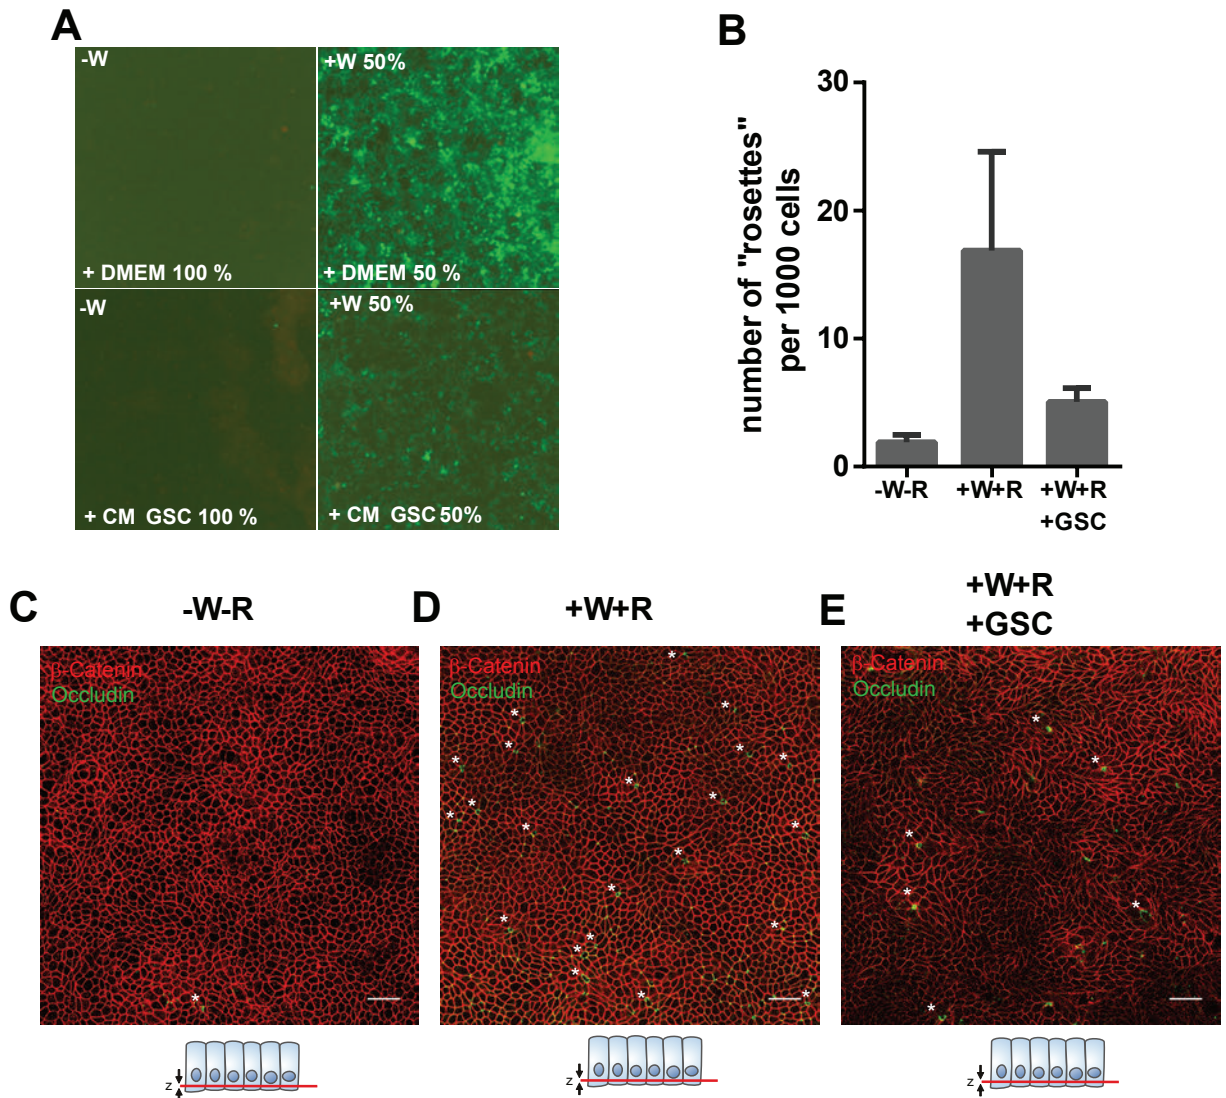 A
-W
+ DMEM 100 %
+W 50%
+ DMEM 50 %
-W
+ CM GSC 100 %
+W 50 %
+ CM GSC 50%
B
number of "rosettes"
per 1000 cells
30
20
10
0
-W-R
+W+R
+W+R
+GSC
C
-W-R
β-Catenin
Occludin
*
z
D
+W+R
β-Catenin
Occludin
* * * * * * * * * * * * * * * * * * * * *
z
E
+W+R
+GSC
β-Catenin
Occludin
* * * * * *
z